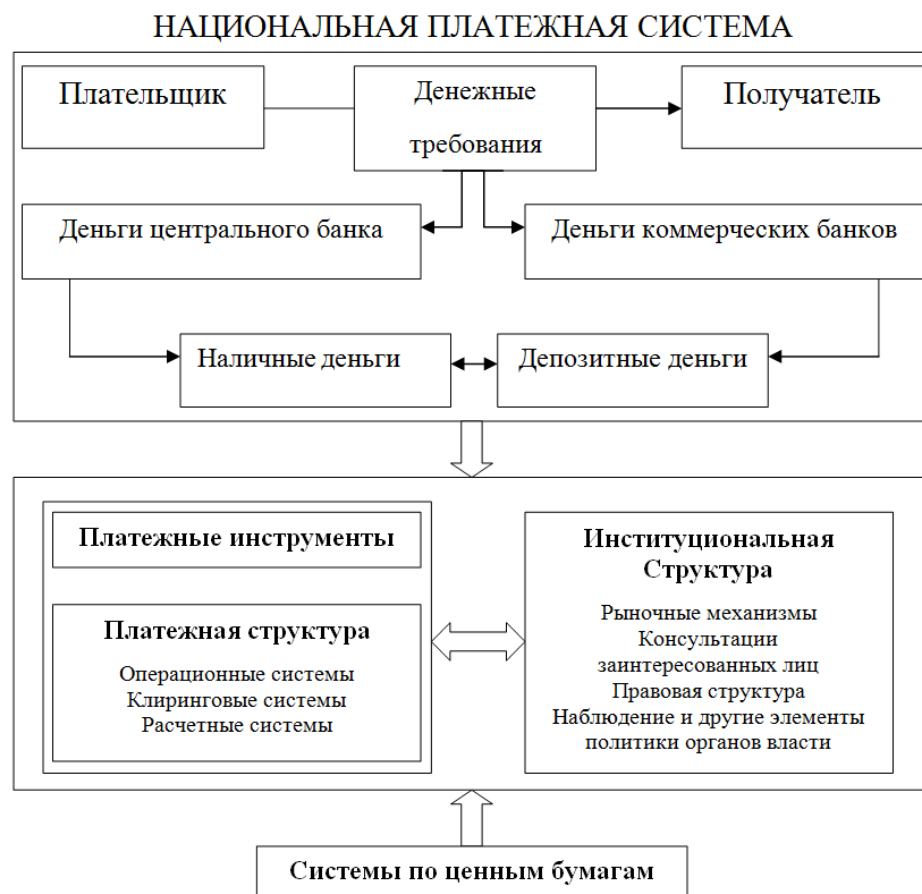 НАЦИОНАЛЬНАЯ ПЛАТЕЖНАЯ СИСТЕМА
Плательщик
Денежные
требования
Получатель
Деньги центрального банка
Деньги коммерческих банков
Наличные деньги
Депозитные деньги
Платежные инструменты
Платежная структура
Операционные системы
Клиринговые системы
Расчетные системы
Институциональная
Структура
Рыночные механизмы
Консультации
заинтересованных лиц
Правовая структура
Наблюдение и другие элементы
политики органов власти
Системы по ценным бумагам